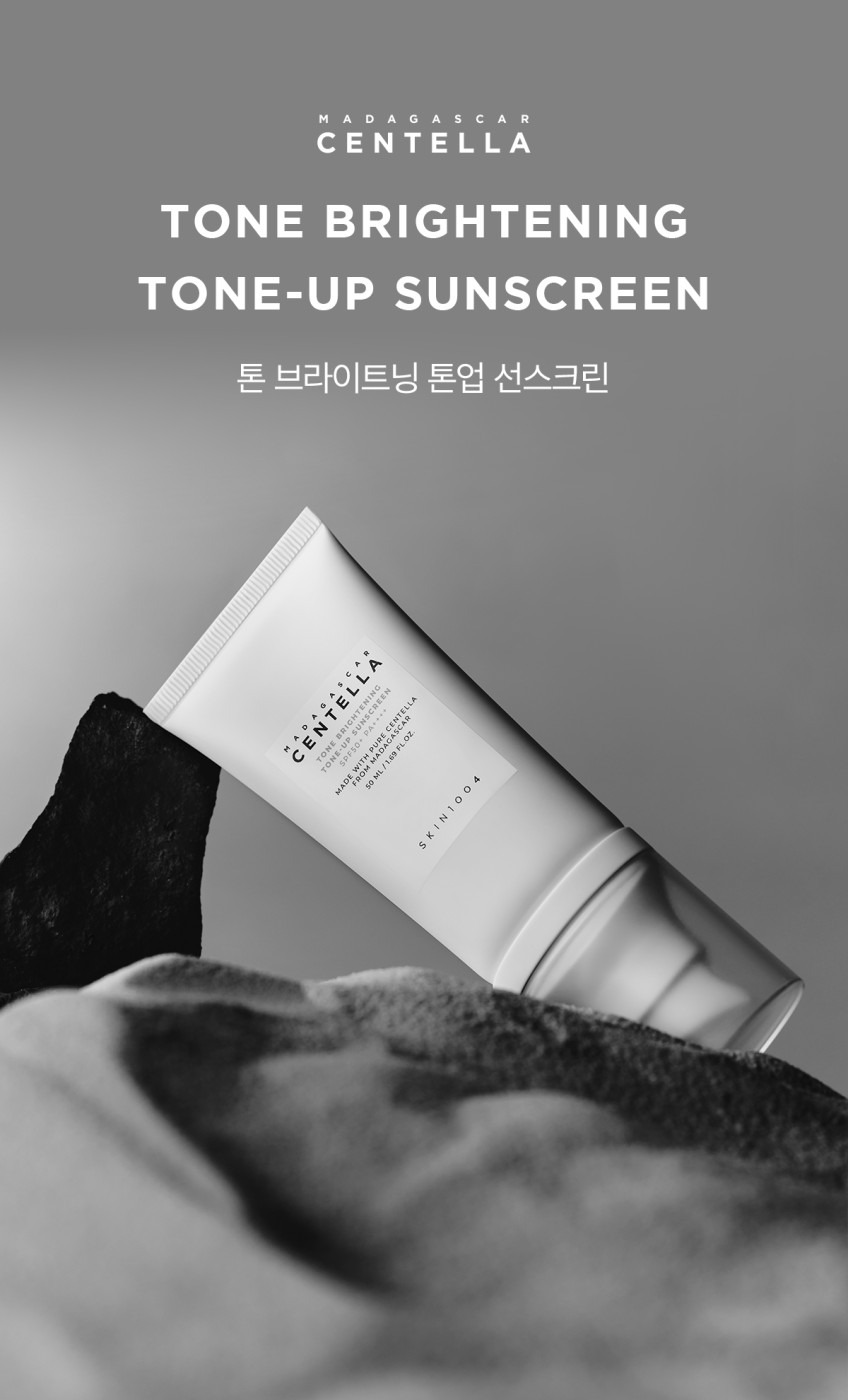 MADAGASCAR
CENTELLA
TONE BRIGHTENING
TONE-UP SUNSCREEN
톤 브라이트닝 톤업 선스크린
MADAGASCAR
CENTELLA
TONE BRIGHTENING
TONE-UP SUNSCREEN
SPF50+ PA++++
MADE WITH PURE CENTELLA
FROM MADAGASCAR
50 ML / 1.69 FL.OZ.
SKIN1004